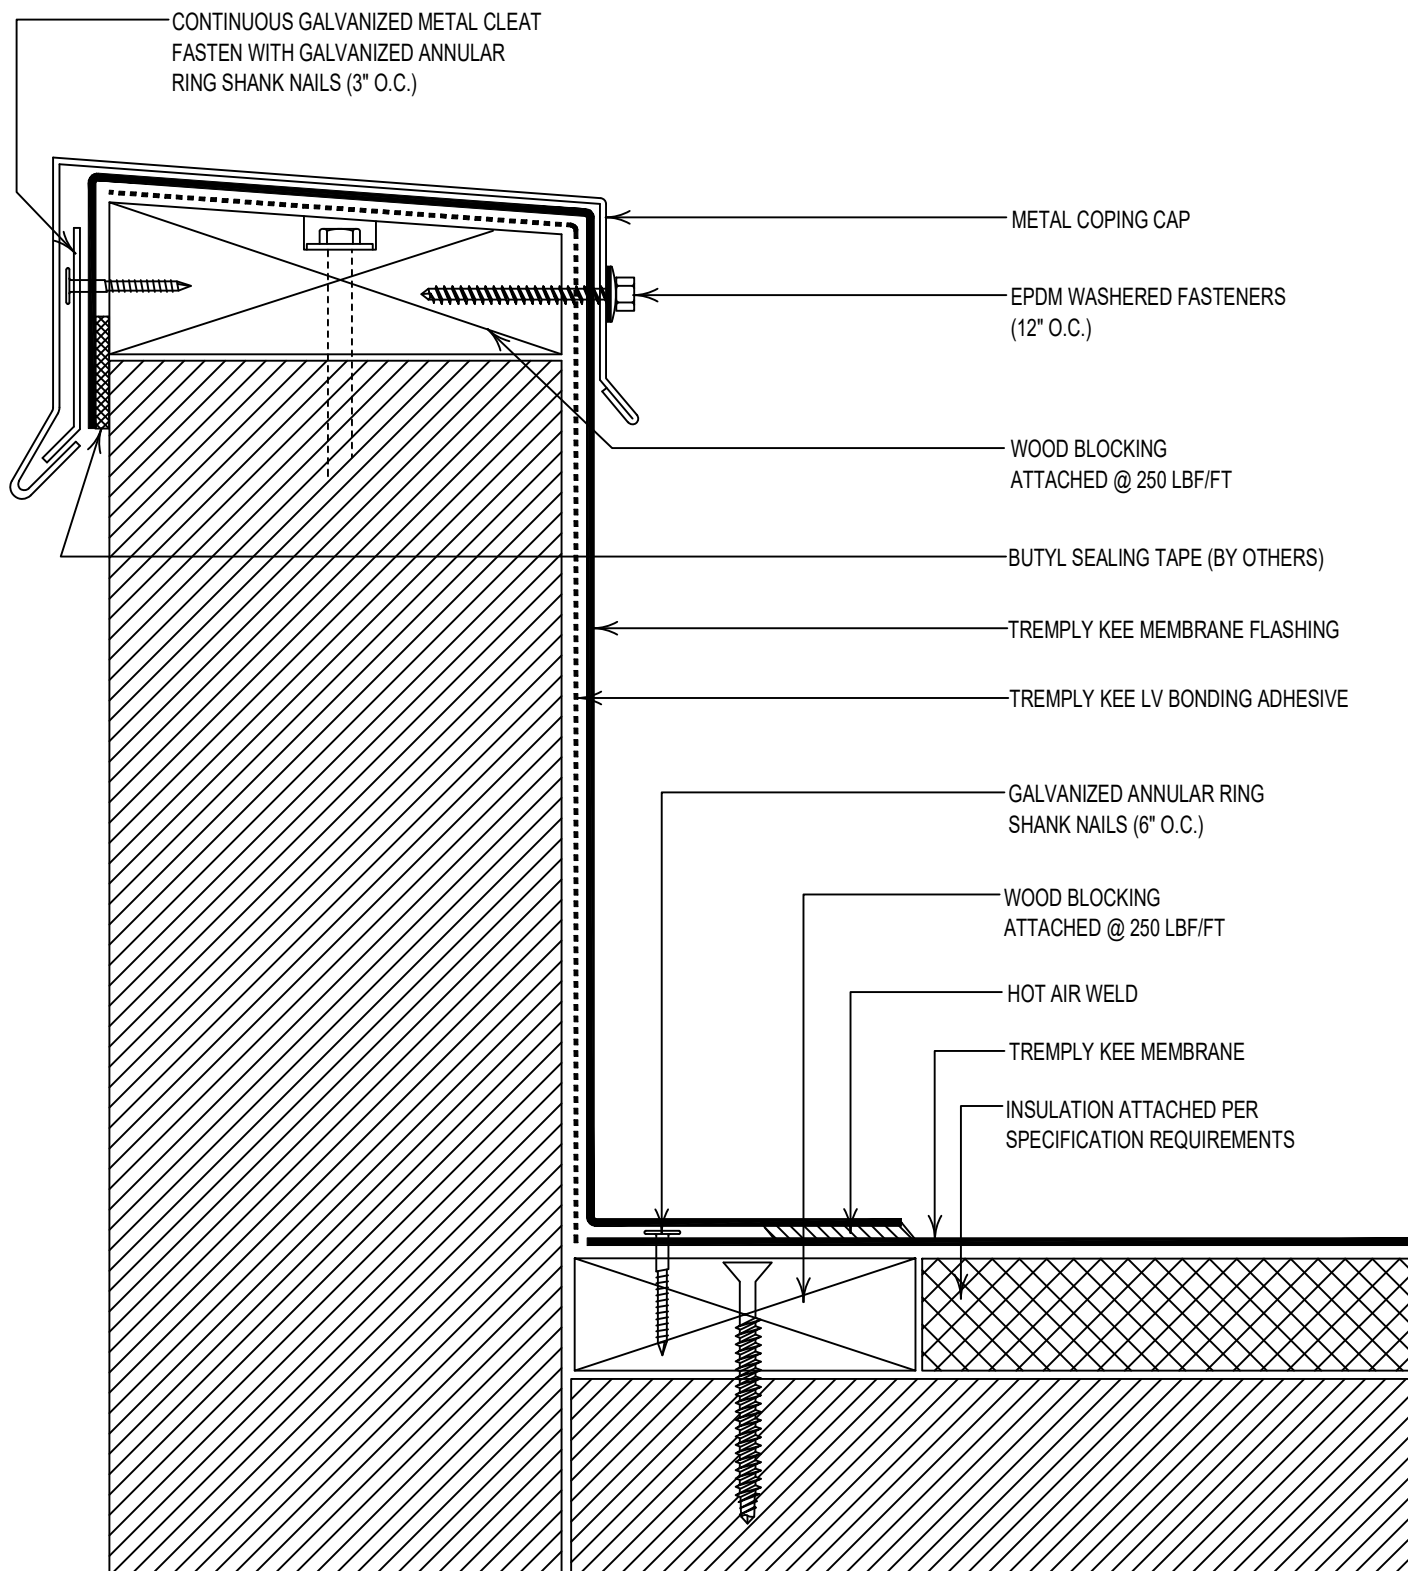 CONTINUOUS GALVANIZED METAL CLEAT
FASTEN WITH GALVANIZED ANNULAR
RING SHANK NAILS (3" O.C.)
METAL COPING CAP
EPDM WASHERED FASTENERS
(12" O.C.)
WOOD BLOCKING
ATTACHED @ 250 LBF/FT
BUTYL SEALING TAPE (BY OTHERS)
TREMPLY KEE MEMBRANE FLASHING
TREMPLY KEE LV BONDING ADHESIVE
GALVANIZED ANNULAR RING
SHANK NAILS (6" O.C.)
WOOD BLOCKING
ATTACHED @ 250 LBF/FT
HOT AIR WELD
TREMPLY KEE MEMBRANE
INSULATION ATTACHED PER
SPECIFICATION REQUIREMENTS